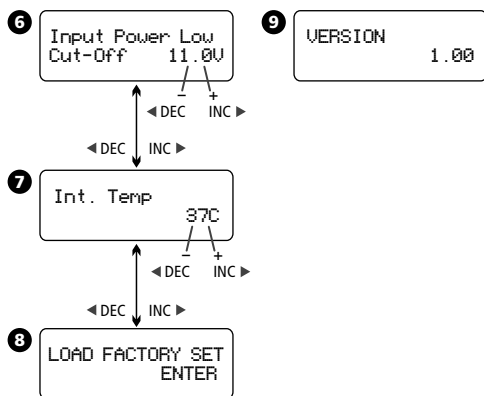 6
Input Power Low
Cut-Off 11.0V
− +
◀ DEC INC ▶
◀ DEC INC ▶
7
Int. Temp
37C
− +
◀ DEC INC ▶
◀ DEC INC ▶
8
LOAD FACTORY SET
ENTER
9
VERSION
1.00